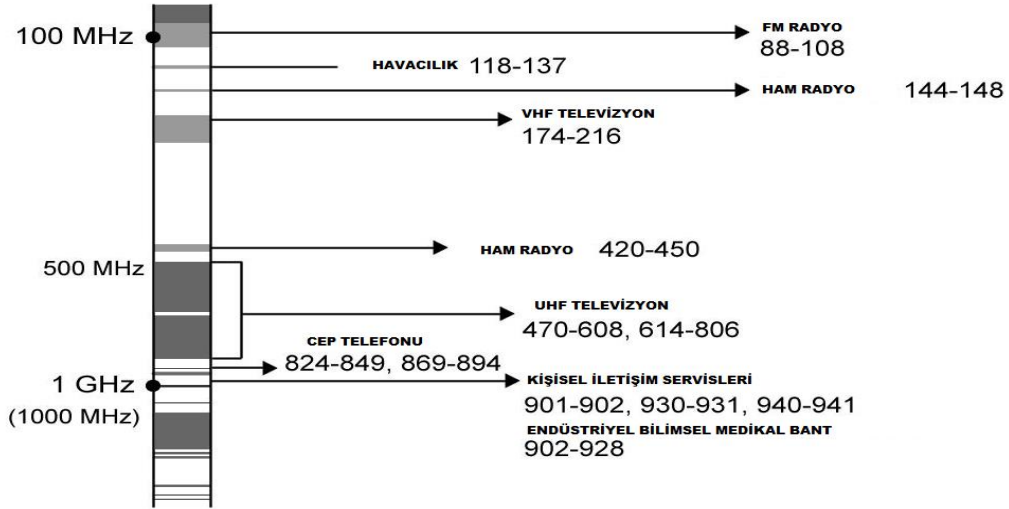 100 MHz
FM RADYO
88-108
HAVACILIK 118-137
HAM RADYO 144-148
VHF TELEVİZYON
174-216
HAM RADYO 420-450
500 MHz
UHF TELEVİZYON
470-608, 614-806
CEP TELEFONU
824-849, 869-894
1 GHz
(1000 MHz)
KİŞİSEL İLETİŞİM SERVİSLERİ
901-902, 930-931, 940-941
ENDÜSTRİYEL BİLİMSEL MEDİKAL BANT
902-928